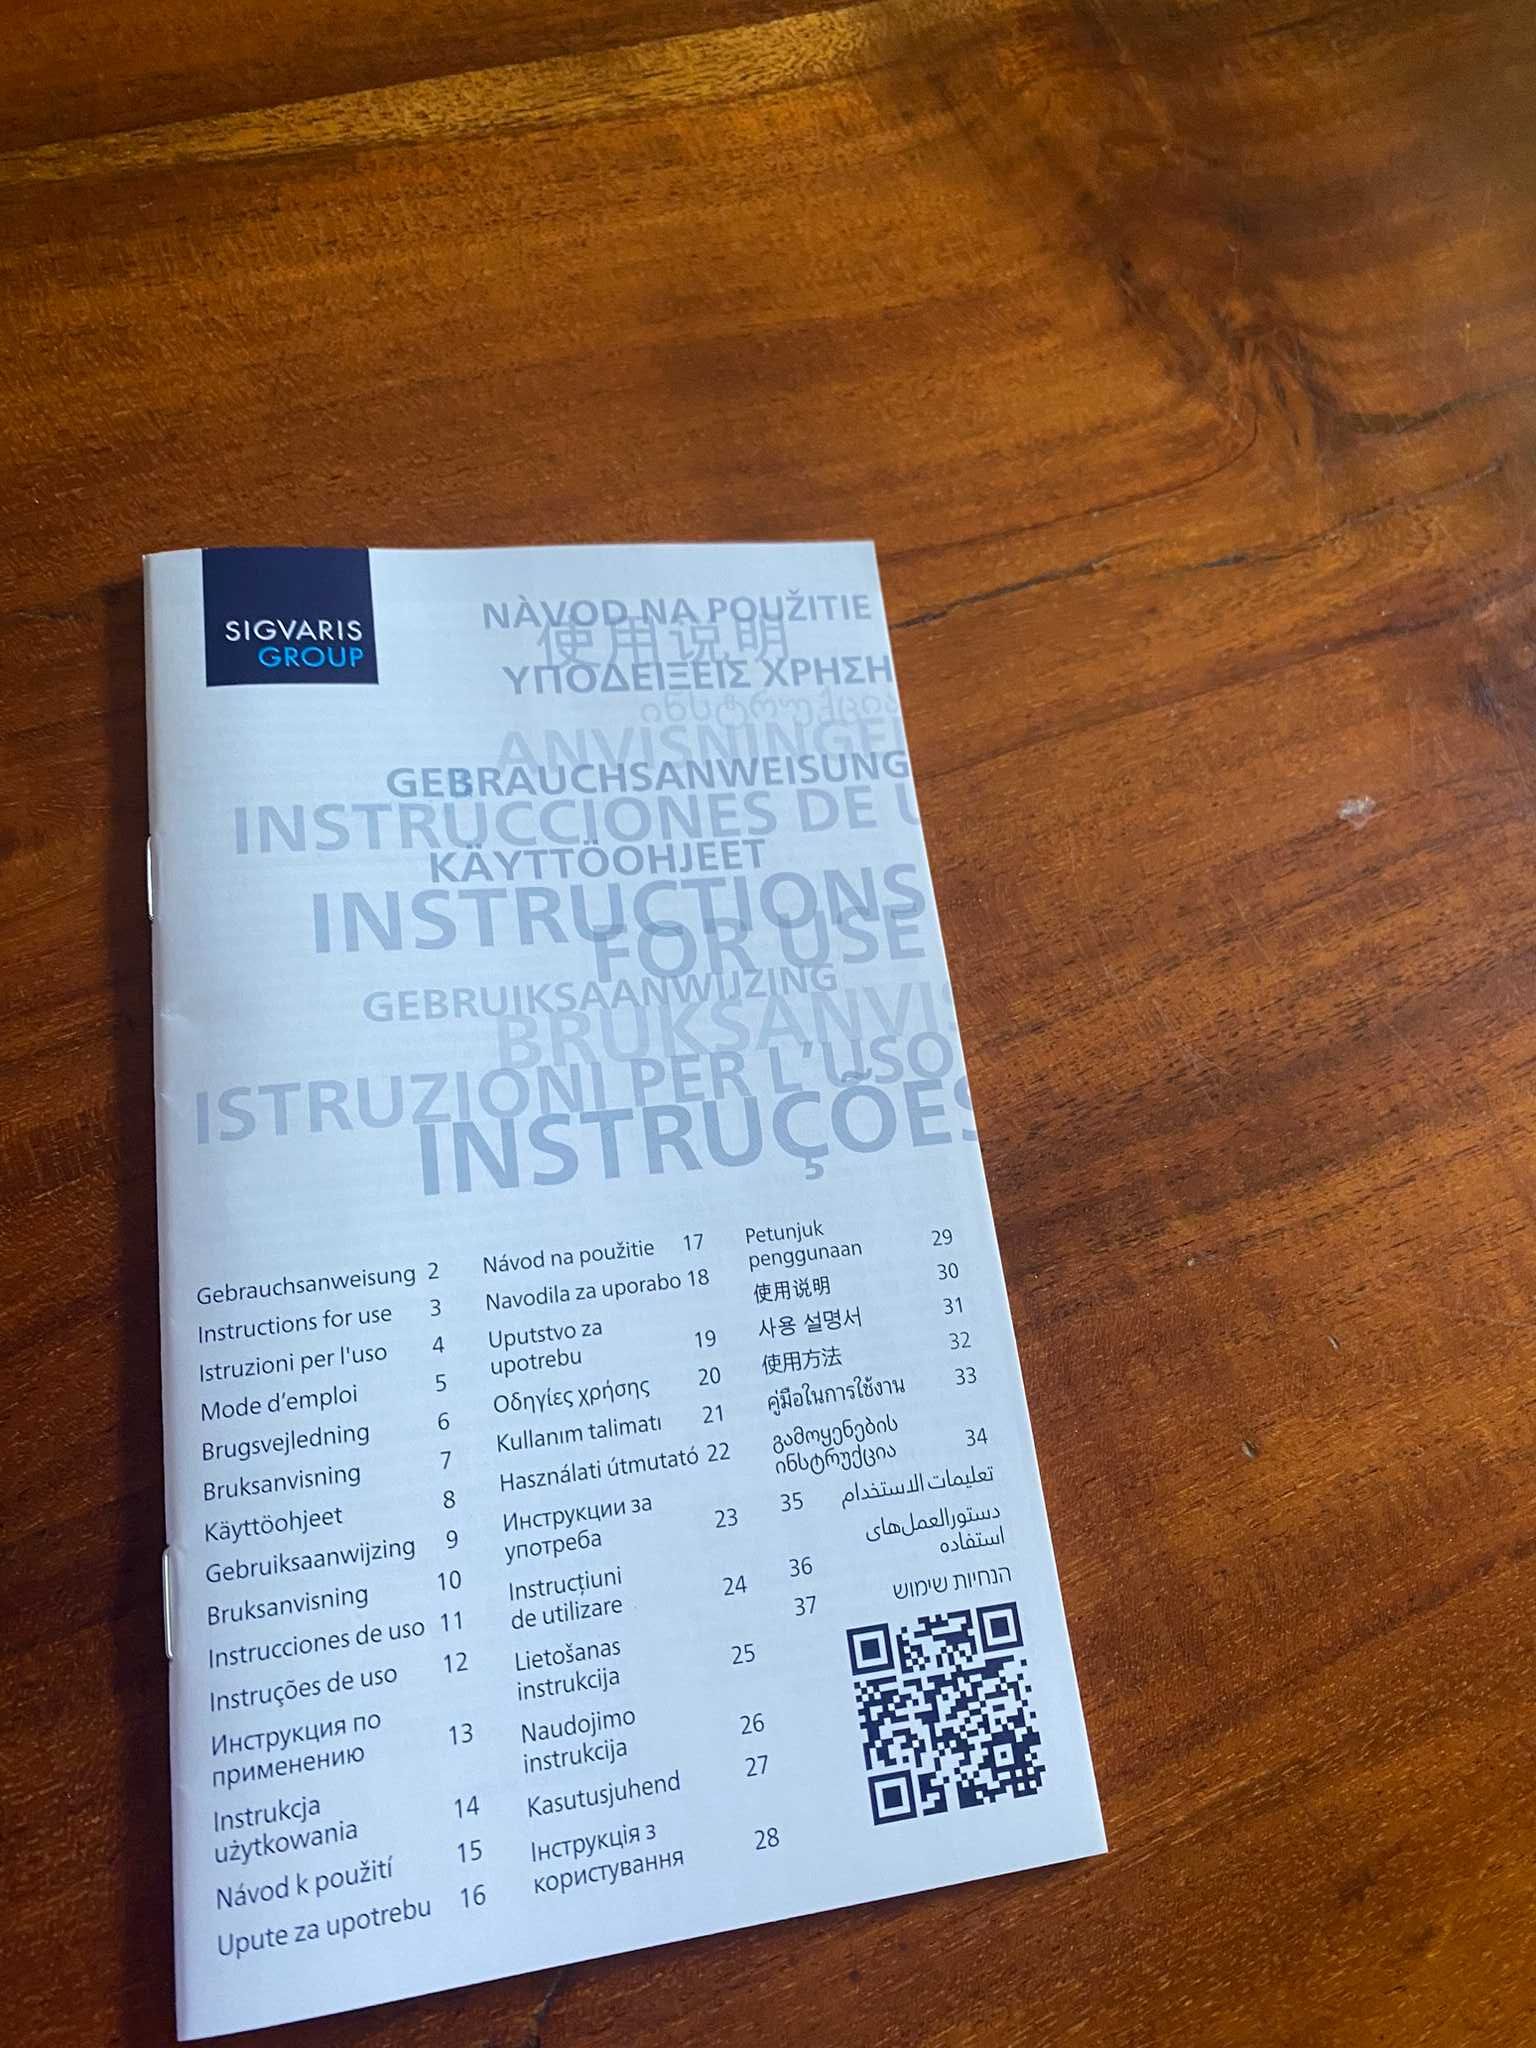 SIGVARIS
GROUP
NÀVOD NA POUŽITIE
使用说明
ΥΠΟΔΕΙΞΕΙΣ ΧΡΗΣΗ
ინსტრუქცია
ANVISNINGE
GEBRAUCHSANWEISUNG
INSTRUCCIONES DE U
KÄYTTÖOHJEET
INSTRUCTIONS
FOR USE
GEBRUIKSAANWIJZING
BRUKSANVIS
ISTRUZIONI PER L'USO
INSTRUÇÕES
Gebrauchsanweisung 2
Instructions for use 3
Istruzioni per l'uso 4
Mode d'emploi 5
Brugsvejledning 6
Bruksanvisning 7
Käyttöohjeet 8
Gebruiksaanwijzing 9
Bruksanvisning 10
Instrucciones de uso 11
Instruções de uso 12
Инструкция по
применению 13
Instrukcja
użytkowania 14
Návod k použití 15
Upute za upotrebu 16
Návod na použitie 17
Navodila za uporabo 18
Uputstvo za
upotrebu 19
Οδηγίες χρήσης 20
Kullanım talimatı 21
Használati útmutató 22
Инструкции за
употреба 23
Instrucțiuni
de utilizare 24
Lietošanas
instrukcija 25
Naudojimo
instrukcija 26
Kasutusjuhend 27
Інструкція з
користування 28
Petunjuk
penggunaan 29
使用说明 30
사용 설명서 31
使用方法 32
คู่มือในการใช้งาน 33
გამოყენების
ინსტრუქცია 34
تعليمات الاستخدام 35
دستورالعمل‌های
استفاده 36
הנחיות שימוש 37